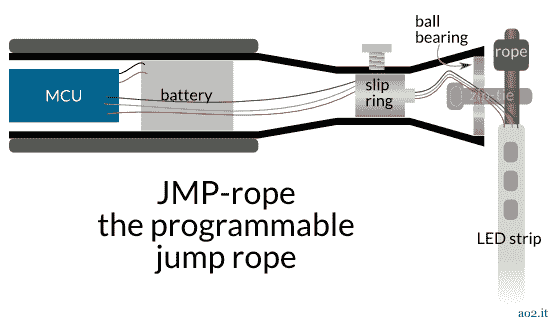 ball
bearing
rope
MCU
battery
slip
ring
zip-tie
JMP-rope
the programmable
jump rope
LED strip
ao2.it